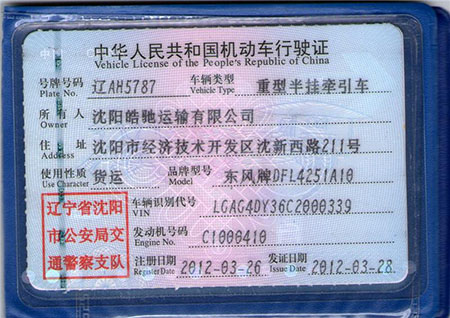 中华人民共和国机动车行驶证
Vehicle License of the People's Republic of China
号牌号码 辽AH5787 车辆类型 重型半挂牵引车
Plate No. Vehicle Type
所有人 沈阳皓驰运输有限公司
Owner
住址 沈阳市经济技术开发区沈新西路211号
Address
使用性质 货运 品牌型号 东风牌DFL4251A10
Use Character Model
辽宁省沈阳
市公安局交
通警察支队
车辆识别代号 LGAG4DY36C2000339
VIN
发动机号码 C1000410
Engine No.
注册日期 2012-03-26 发证日期 2012-03-28
Register Date Issue Date